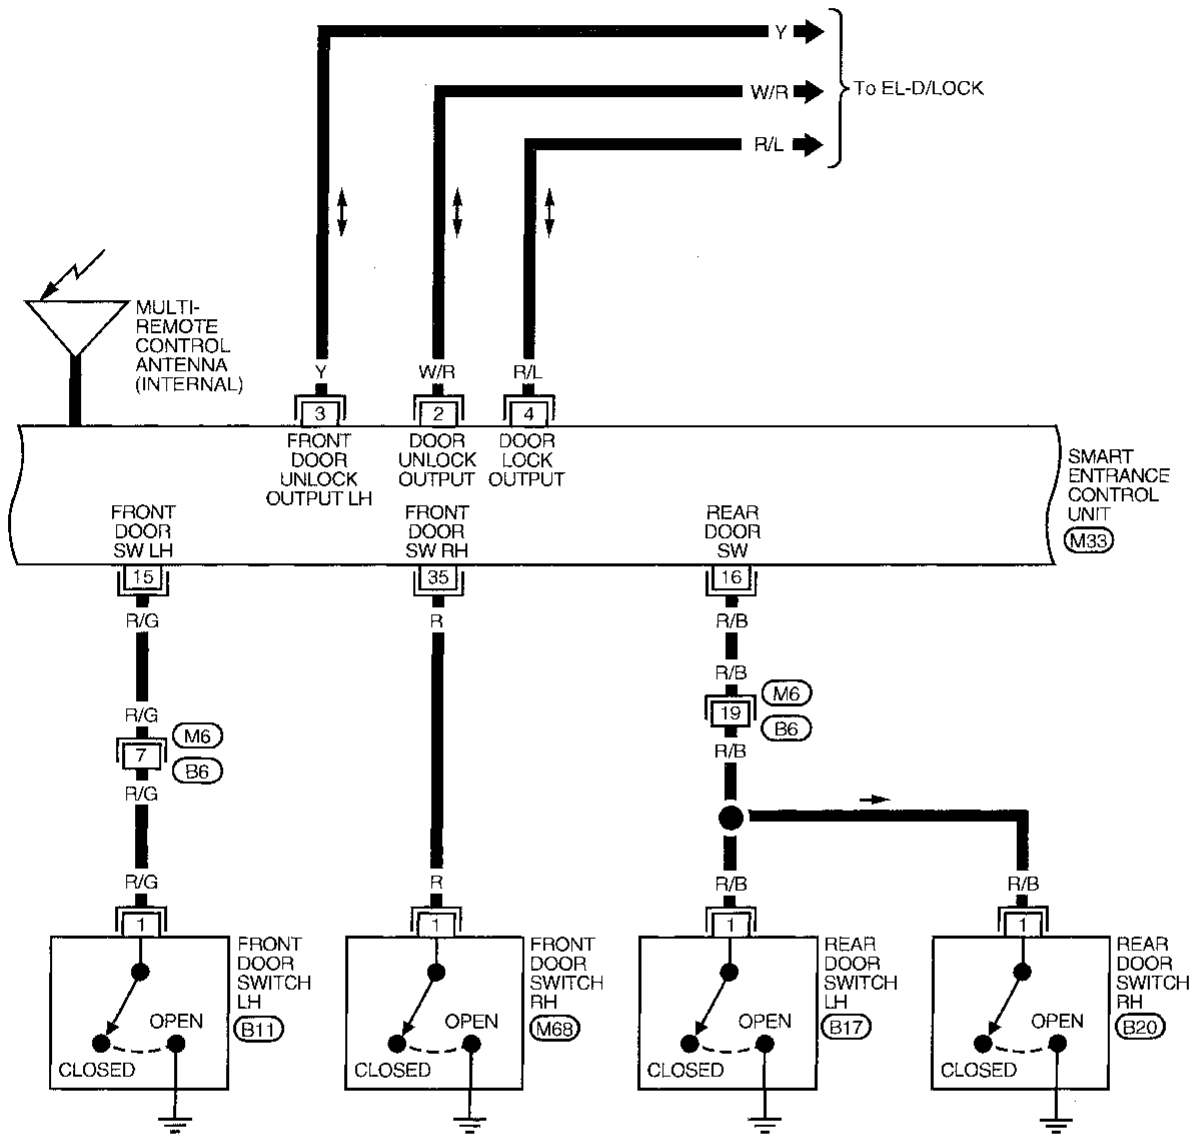 Y
W/R
To EL-D/LOCK
R/L
MULTI-
REMOTE
CONTROL
ANTENNA
(INTERNAL)
Y
W/R
R/L
3
2
4
FRONT
DOOR
UNLOCK
OUTPUT LH
DOOR
UNLOCK
OUTPUT
DOOR
LOCK
OUTPUT
SMART
ENTRANCE
CONTROL
UNIT
M33
FRONT
DOOR
SW LH
FRONT
DOOR
SW RH
REAR
DOOR
SW
15
35
16
R/G
R
R/B
R/B
19
M6
B6
R/B
R/G
7
M6
B6
R/G
R/G
R
R/B
R/B
1
1
1
1
FRONT
DOOR
SWITCH
LH
B11
OPEN
CLOSED
FRONT
DOOR
SWITCH
RH
M68
OPEN
CLOSED
REAR
DOOR
SWITCH
LH
B17
OPEN
CLOSED
REAR
DOOR
SWITCH
RH
B20
OPEN
CLOSED